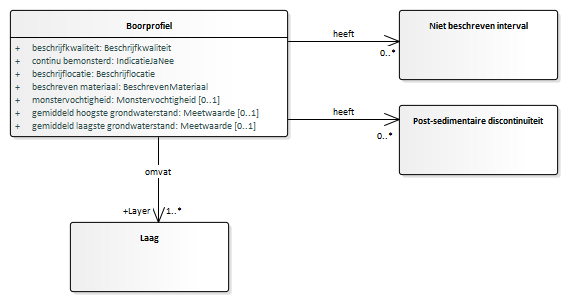 Boorprofiel
+ beschrijfkwaliteit: Beschrijfkwaliteit
+ continu bemonsterd: IndicatieJaNee
+ beschrijflocatie: Beschrijflocatie
+ beschreven materiaal: BeschrevenMateriaal
+ monstervochtigheid: Monstervochtigheid [0..1]
+ gemiddeld hoogste grondwaterstand: Meetwaarde [0..1]
+ gemiddeld laagste grondwaterstand: Meetwaarde [0..1]
heeft
0..*
Niet beschreven interval
heeft
0..*
Post-sedimentaire discontinuïteit
omvat
+Layer 1..*
Laag